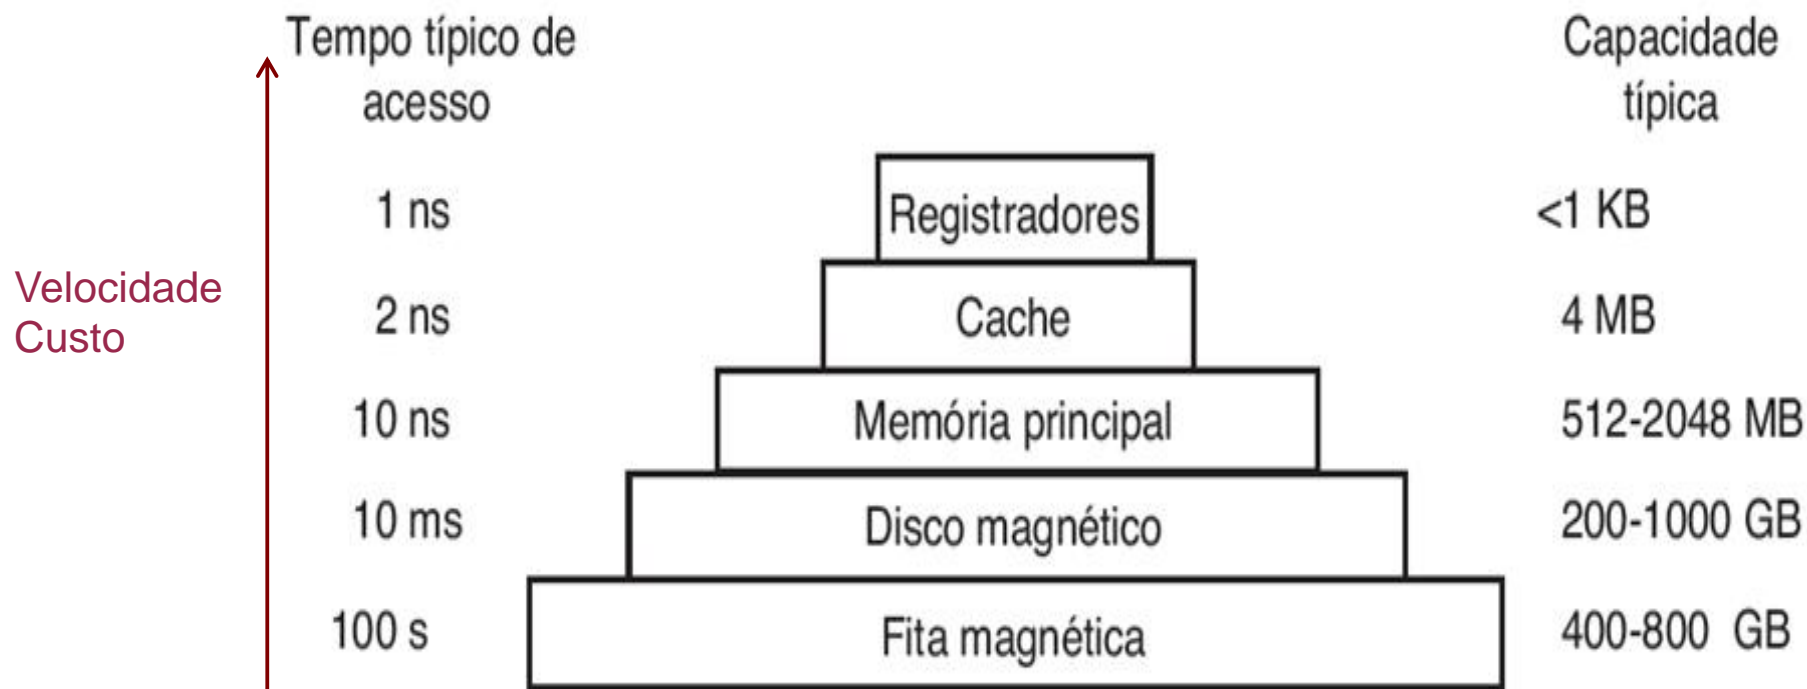 Tempo típico de
acesso
Capacidade
típica
Velocidade
Custo
1 ns
Registradores
<1 KB
2 ns
Cache
4 MB
10 ns
Memória principal
512-2048 MB
10 ms
Disco magnético
200-1000 GB
100 s
Fita magnética
400-800 GB